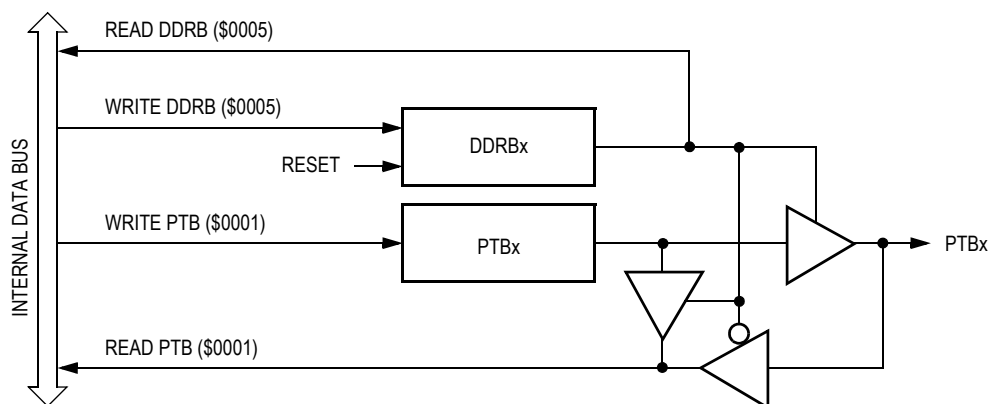 READ DDRB ($0005)
WRITE DDRB ($0005)
DDRBx
RESET
INTERNAL DATA BUS
WRITE PTB ($0001)
PTBx
PTBx
READ PTB ($0001)